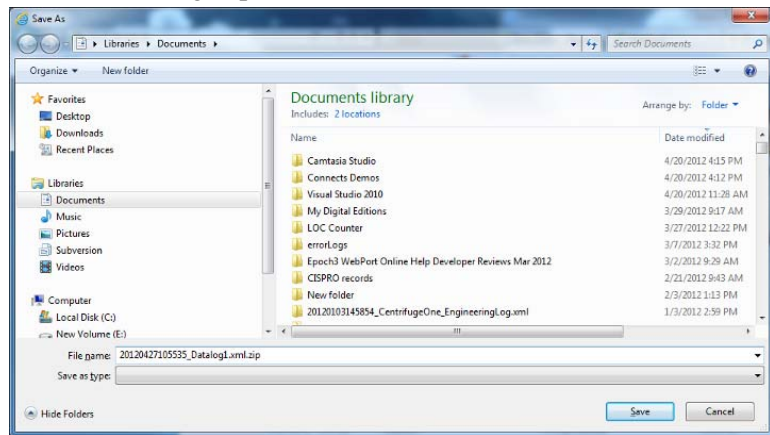 Save As
Libraries ▸ Documents ▸
Search Documents
Organize ▾ New folder
Favorites
Desktop
Downloads
Recent Places
Libraries
Documents
Music
Pictures
Subversion
Videos
Computer
Local Disk (C:)
New Volume (E:)
Documents library
Includes: 2 locations
Arrange by: Folder ▾
Name Date modified
Camtasia Studio 4/20/2012 4:15 PM
Connects Demos 4/20/2012 4:12 PM
Visual Studio 2010 4/20/2012 11:28 AM
My Digital Editions 3/29/2012 9:17 AM
LOC Counter 3/27/2012 12:22 PM
errorLogs 3/7/2012 3:32 PM
Epoch3 WebPort Online Help Developer Reviews Mar 2012 3/2/2012 9:29 AM
CISPRO records 2/21/2012 9:43 AM
New folder 2/3/2012 1:13 PM
20120103145854_CentrifugeOne_EngineeringLog.xml 1/3/2012 2:59 PM
File name: 20120427105535_Datalog1.xml.zip
Save as type:
Hide Folders
Save Cancel